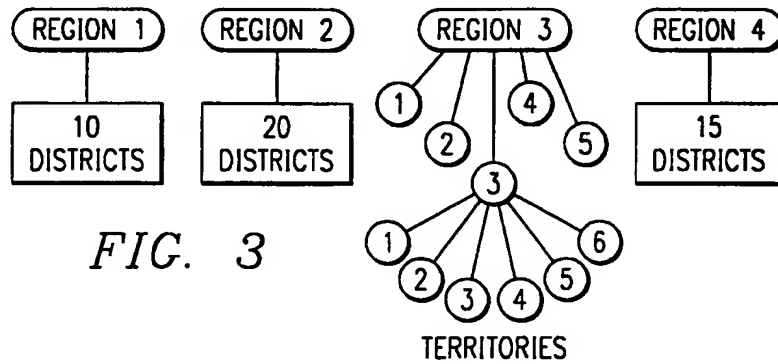 REGION 1 REGION 2 REGION 3 REGION 4
10 DISTRICTS
20 DISTRICTS
1 2 3 4 5
15 DISTRICTS
1 2 3 4 5 6
TERRITORIES
FIG. 3